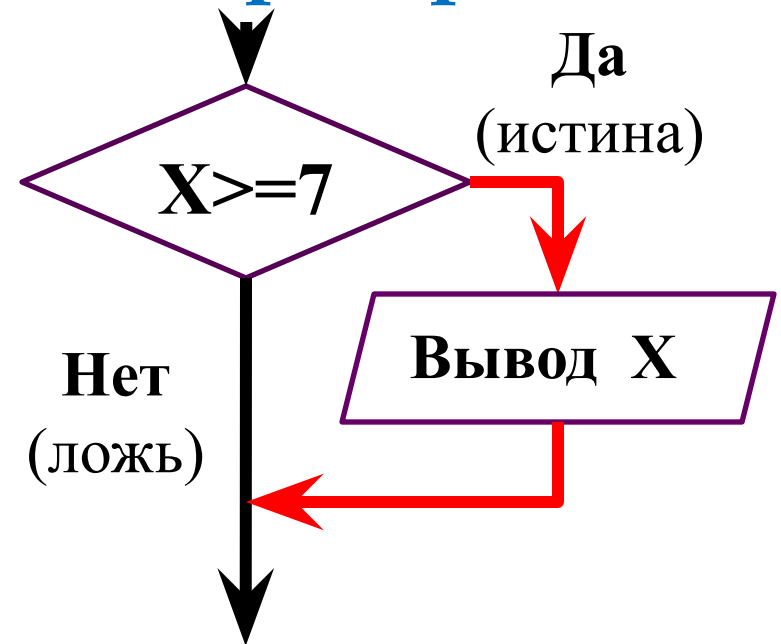 Да
(истина)
X>=7
Вывод X
Нет
(ложь)